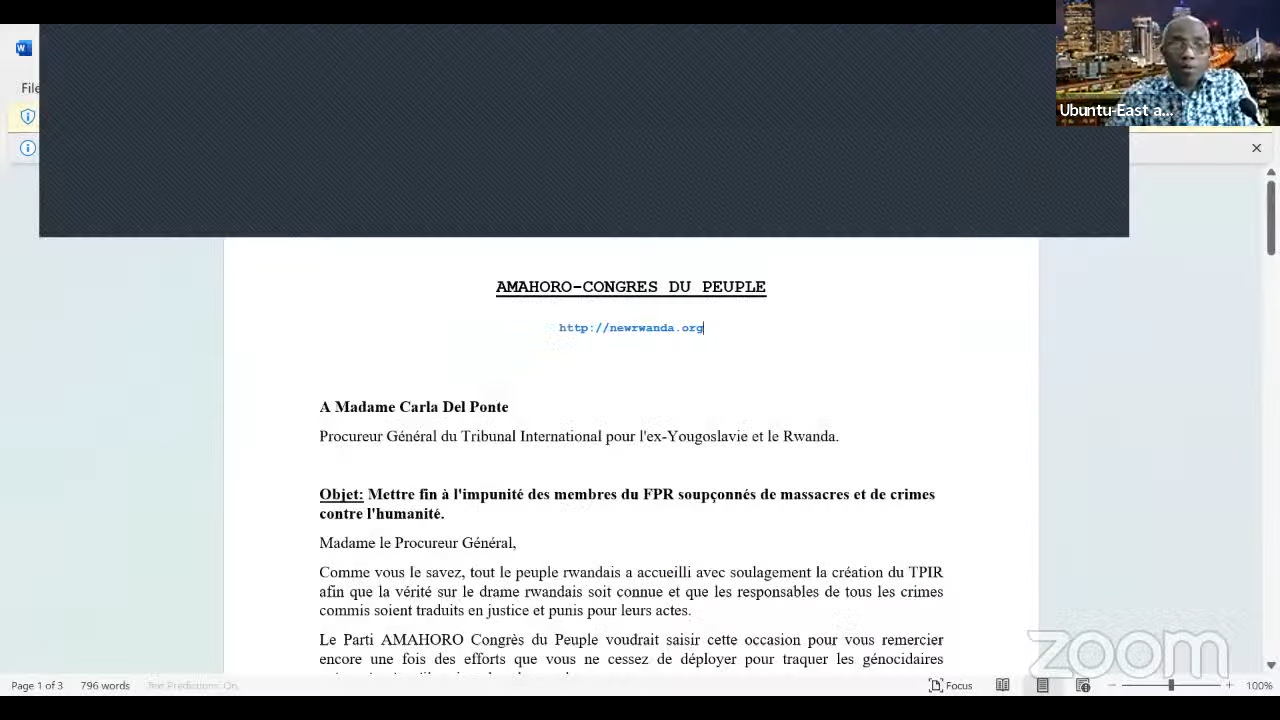 Ubuntu-East a...
W
File
AMAHORO-CONGRES DU PEUPLE
http://newrwanda.org
A Madame Carla Del Ponte
Procureur Général du Tribunal International pour l'ex-Yougoslavie et le Rwanda.
Objet: Mettre fin à l'impunité des membres du FPR soupçonnés de massacres et de crimes
contre l'humanité.
Madame le Procureur Général,
Comme vous le savez, tout le peuple rwandais a accueilli avec soulagement la création du TPIR
afin que la vérité sur le drame rwandais soit connue et que les responsables de tous les crimes
commis soient traduits en justice et punis pour leurs actes.
Le Parti AMAHORO Congrès du Peuple voudrait saisir cette occasion pour vous remercier
encore une fois des efforts que vous ne cessez de déployer pour traquer les génocidaires
zoom
Page 1 of 3 796 words Text Predictions: On Focus 100%